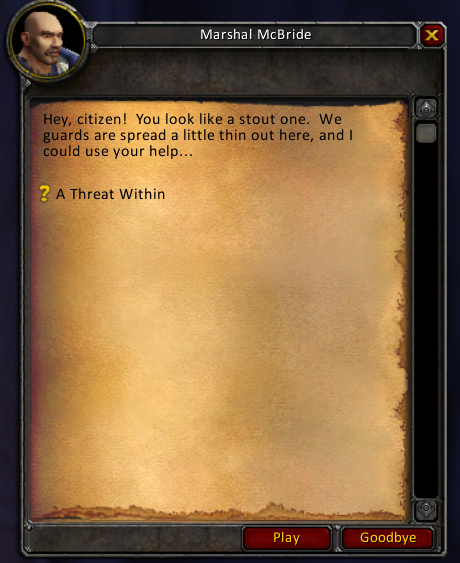 Marshal McBride
Hey, citizen!  You look like a stout one.  We
guards are spread a little thin out here, and I
could use your help...
? A Threat Within
Play
Goodbye